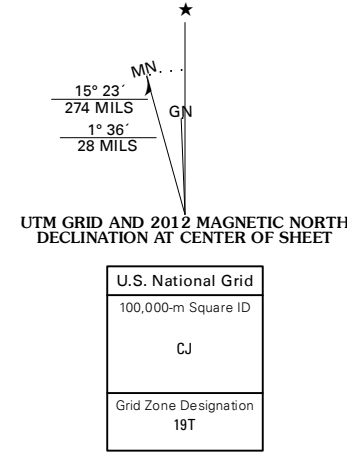 ★
MN
15° 23´
274 MILS
GN
1° 36´
28 MILS
UTM GRID AND 2012 MAGNETIC NORTH
DECLINATION AT CENTER OF SHEET
U.S. National Grid
100,000-m Square ID
CJ
Grid Zone Designation
19T